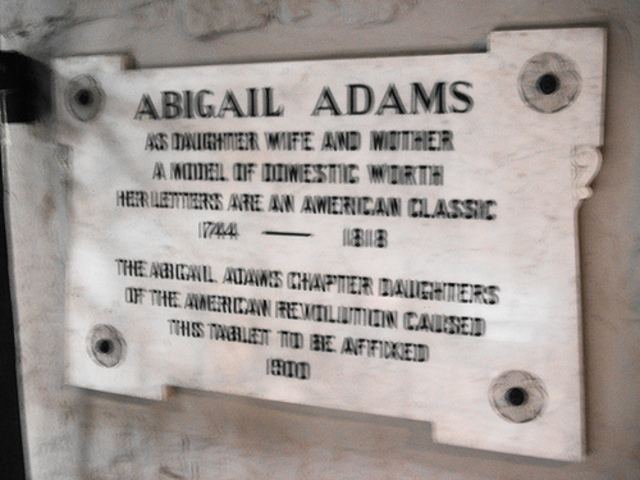 ABIGAIL ADAMS
AS DAUGHTER WIFE AND MOTHER
A MODEL OF DOMESTIC WORTH
HER LETTERS ARE AN AMERICAN CLASSIC
1744 — 1818
THE ABIGAIL ADAMS CHAPTER DAUGHTERS
OF THE AMERICAN REVOLUTION CAUSED
THIS TABLET TO BE AFFIXED
1900